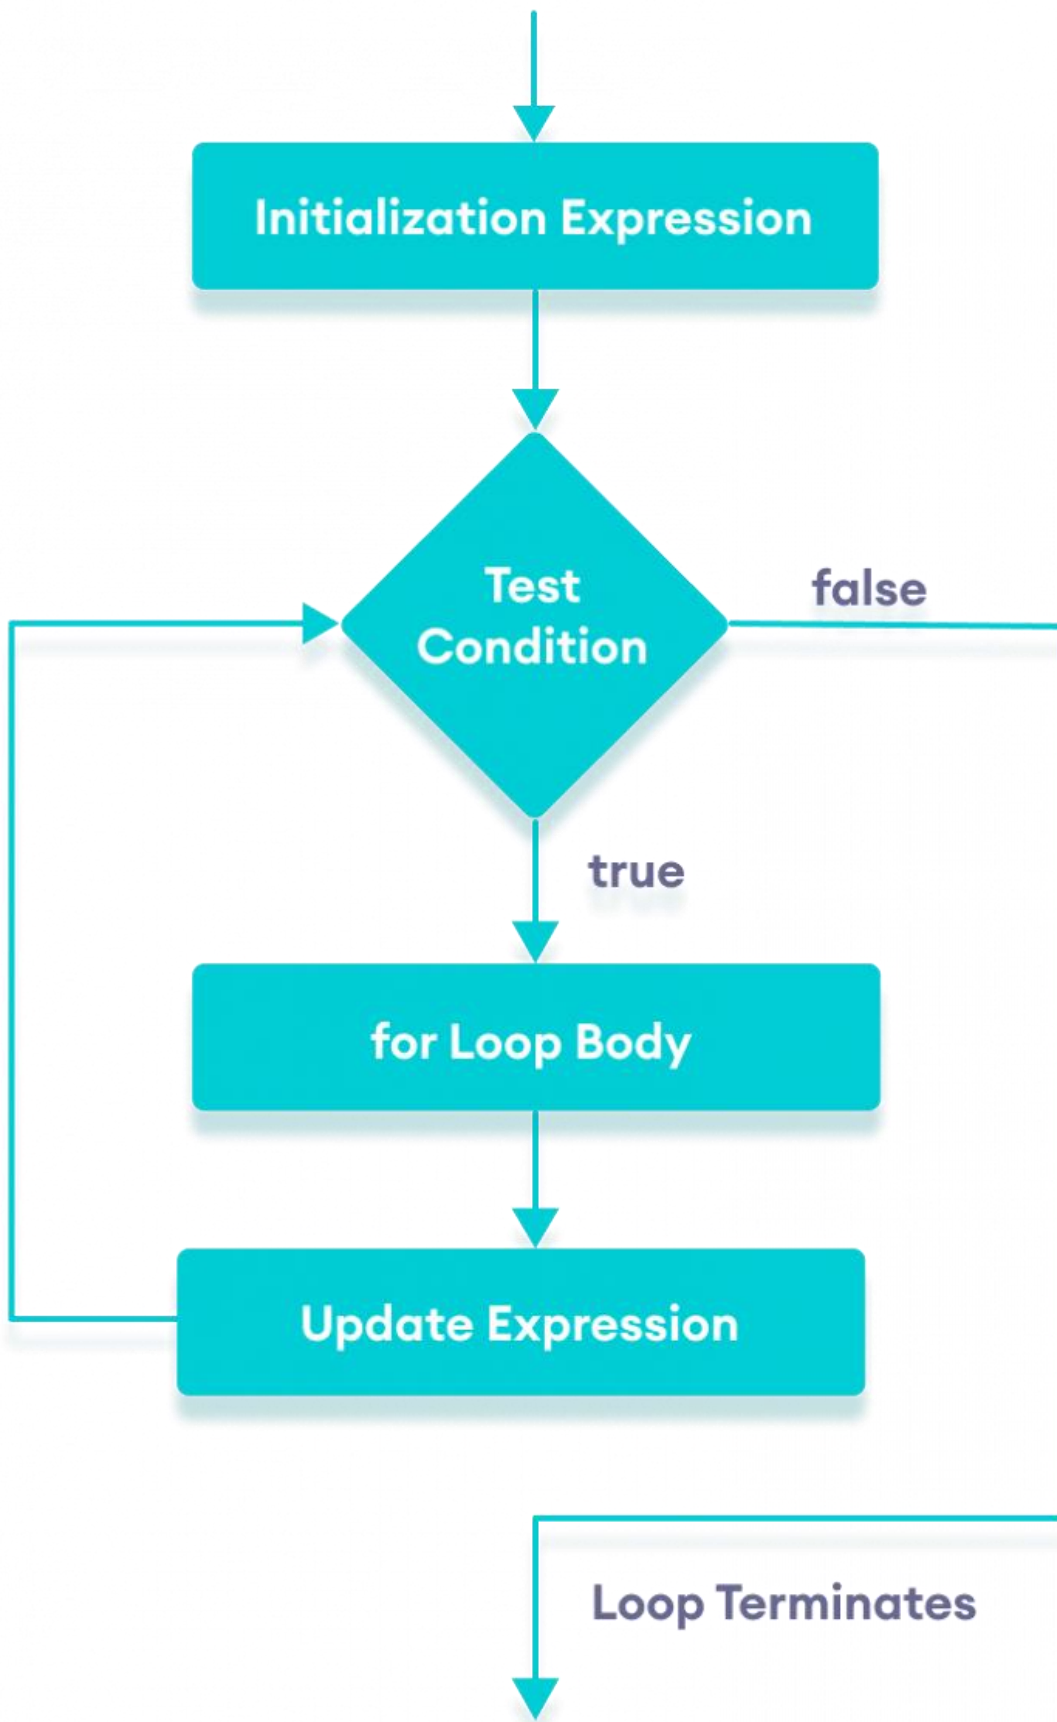 Initialization Expression
Test
Condition
false
true
for Loop Body
Update Expression
Loop Terminates